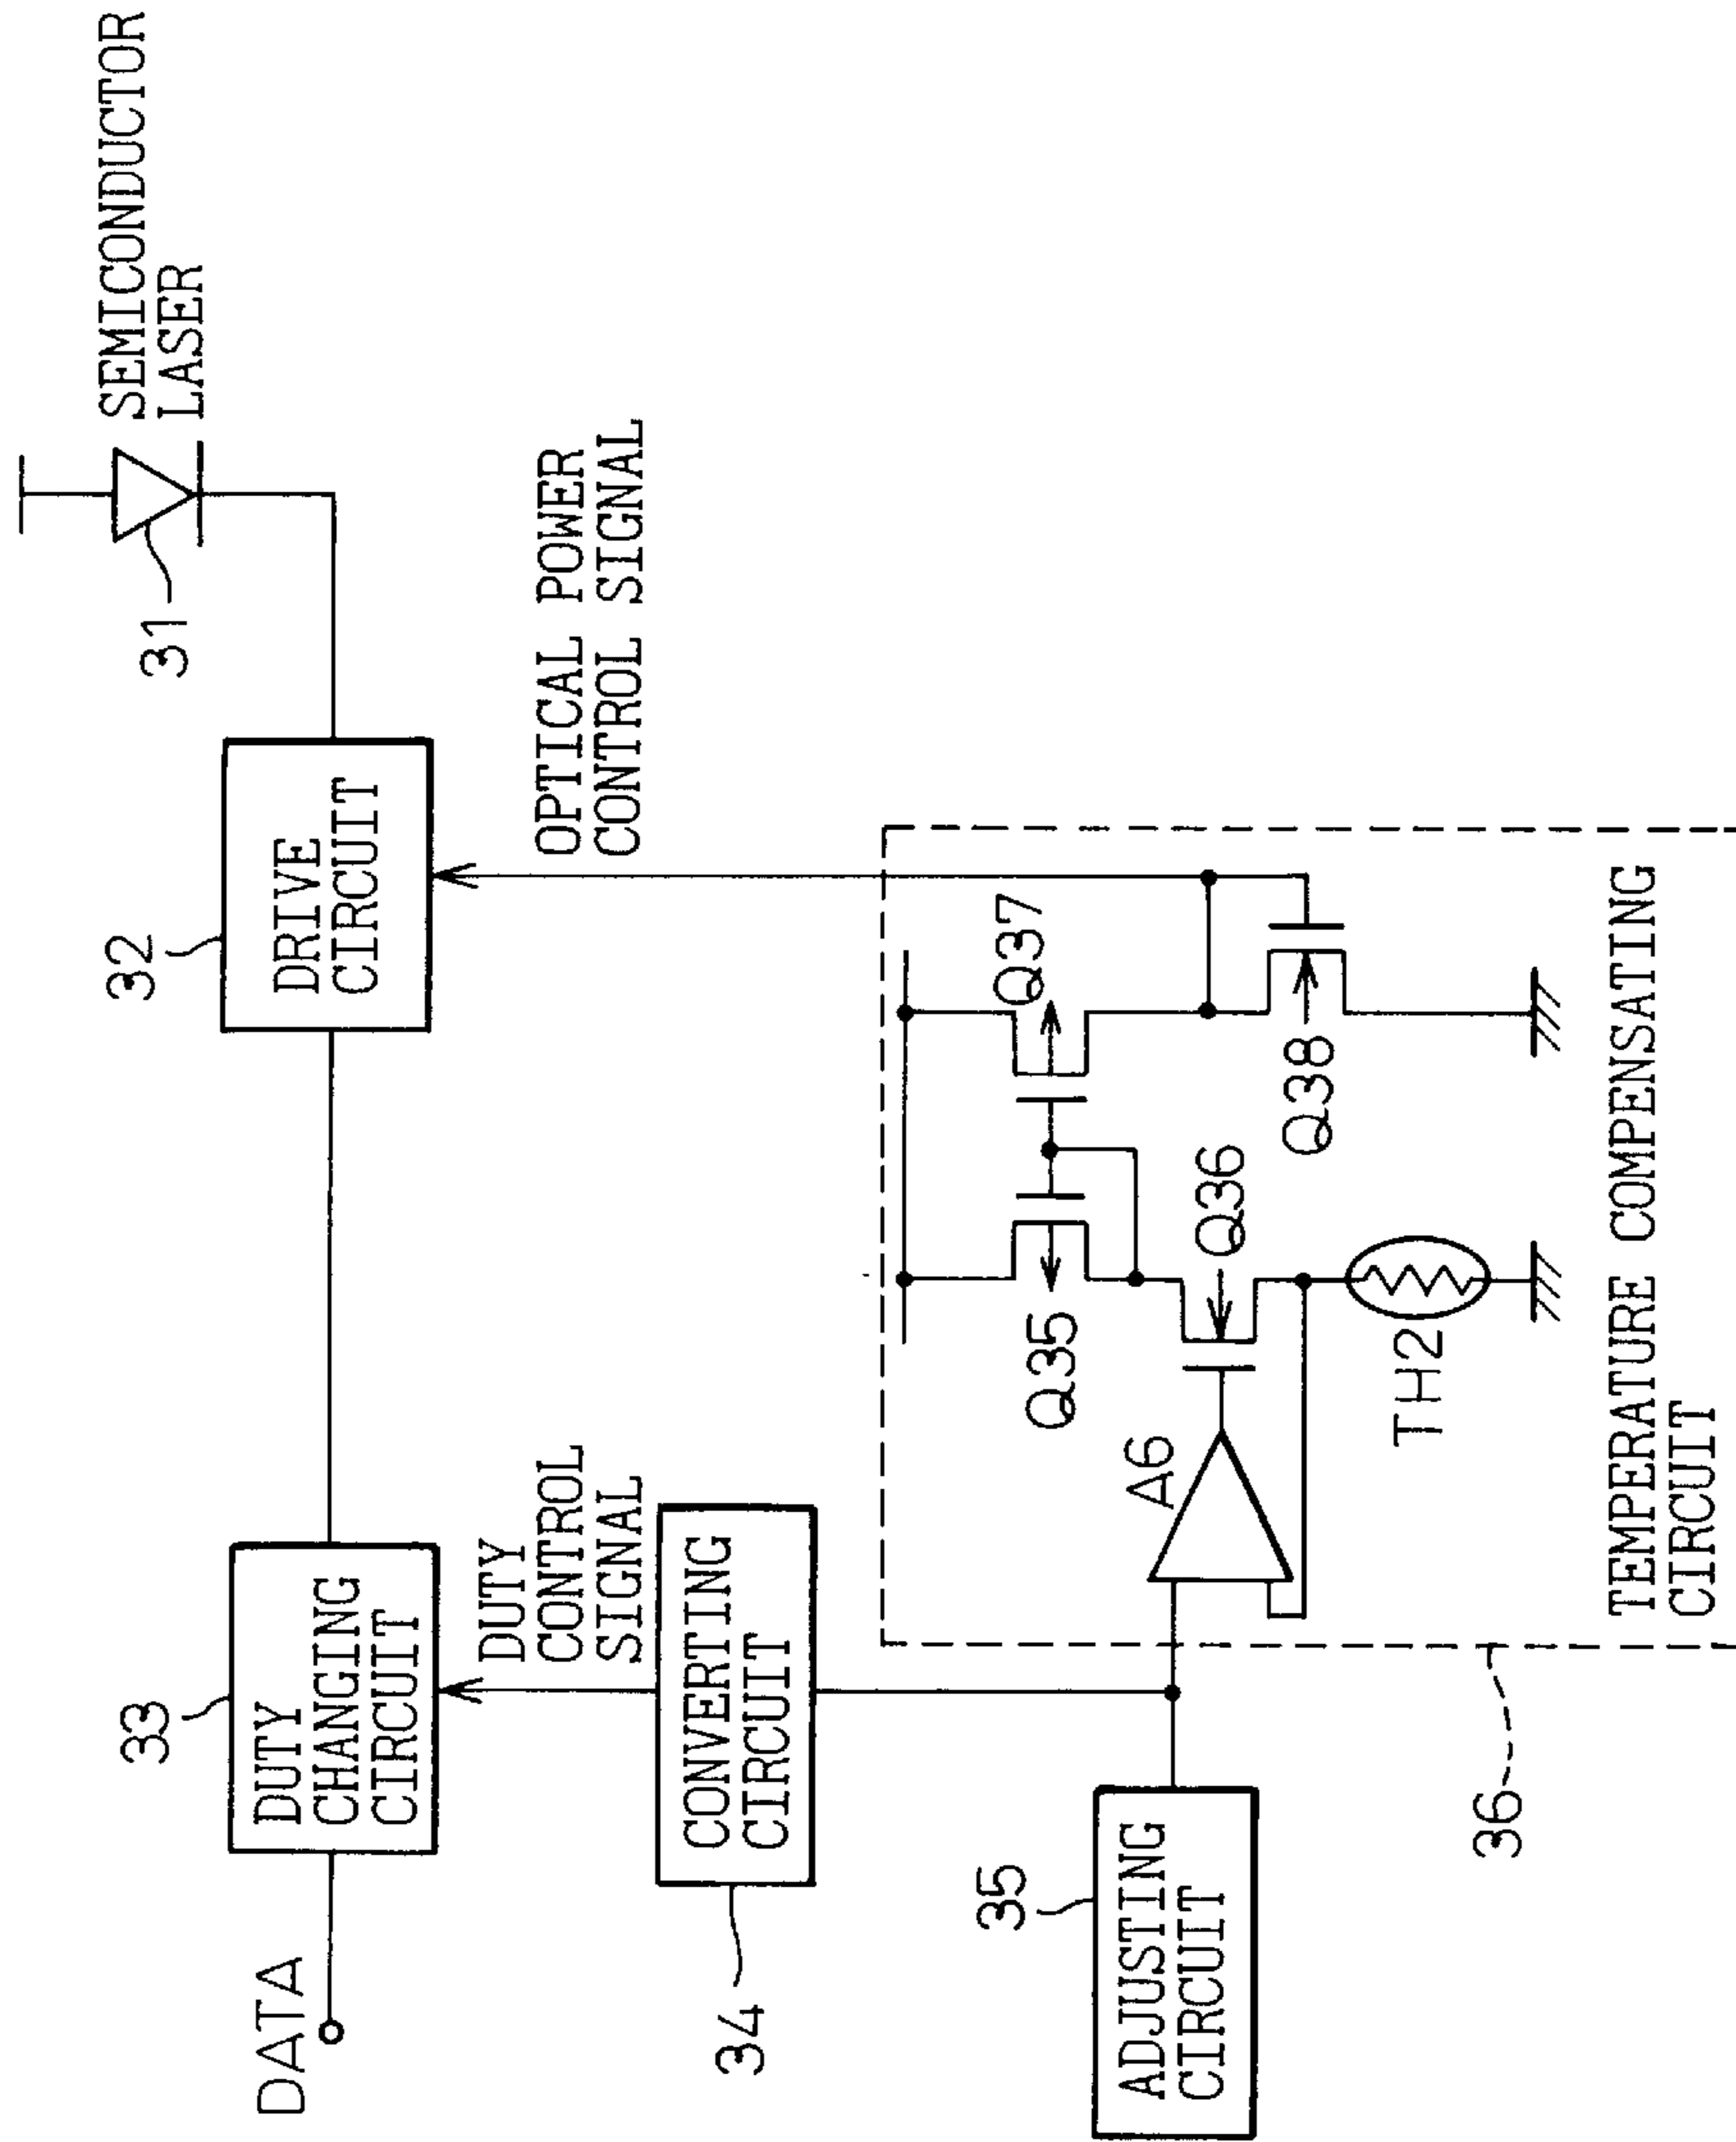 SEMICONDUCTOR
LASER
31
32
DRIVE
CIRCUIT
OPTICAL POWER
CONTROL SIGNAL
33
DUTY
CHANGING
CIRCUIT
DATA
DUTY
CONTROL
SIGNAL
34
CONVERTING
CIRCUIT
35
ADJUSTING
CIRCUIT
A6
Q35
Q37
Q36
Q38
TH2
36
TEMPERATURE COMPENSATING
CIRCUIT